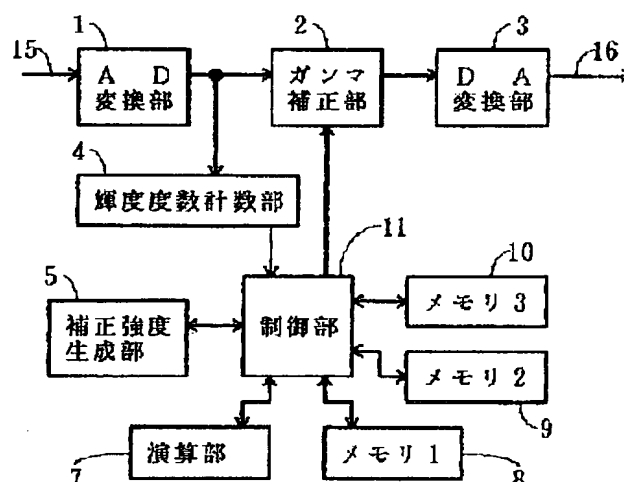 1
2
3
15
A D
変換部
ガンマ
補正部
D A
変換部
16
4
輝度度数計数部
11
5
10
補正強度
生成部
制御部
メモリ3
メモリ2
9
演算部
7
メモリ1
8